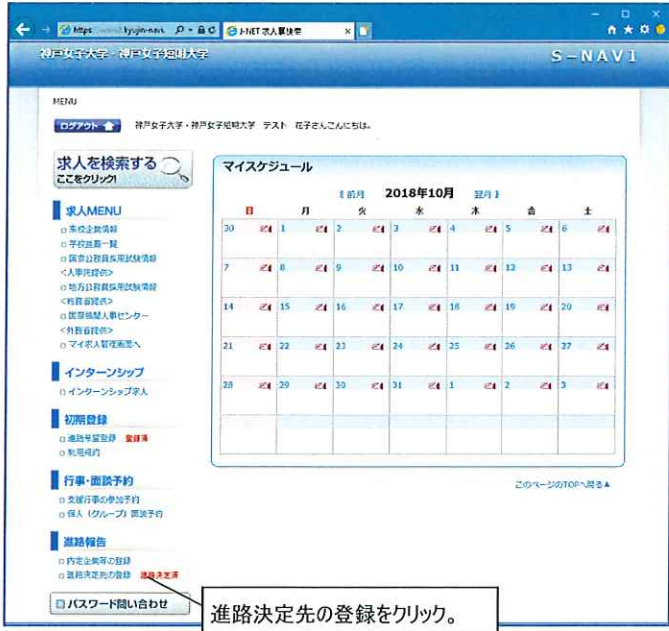 J-NET求人票検索
神戸女子大学・神戸女子短期大学
S-NAVI
MENU
ログアウト
神戸女子大学・神戸女子短期大学 テスト 花子さんこんにちは。
求人を検索する
ここをクリック!
求人MENU
来校企業情報
学校推薦一覧
国家公務員採用試験情報
<人事院提供>
地方公務員採用試験情報
<総務省提供>
国際機関人事センター
<外務省提供>
マイ求人管理画面へ
インターンシップ
インターンシップ求人
初期登録
進路希望登録 登録済
利用規約
行事・面談予約
支援行事の参加予約
個人(グループ)面談予約
進路報告
内定企業等の登録
進路決定先の登録 進路決定済
パスワード問い合わせ
マイスケジュール
前月 2018年10月 翌月
日 月 火 水 木 金 土
30 1 2 3 4 5 6
7 8 9 10 11 12 13
14 15 16 17 18 19 20
21 22 23 24 25 26 27
28 29 30 31 1 2 3
このページのTOPへ戻る▲
進路決定先の登録をクリック。